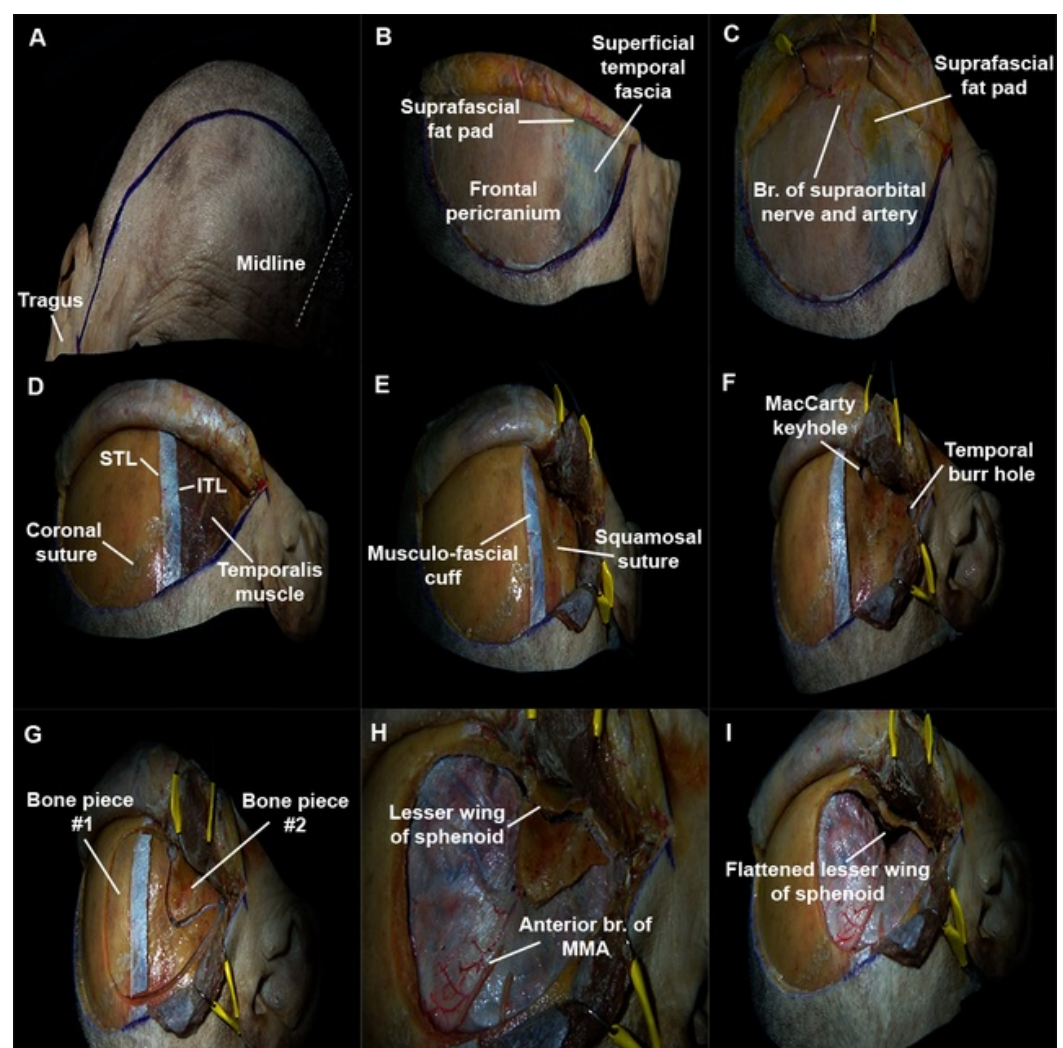 A
Midline
Tragus
B
Superficial
temporal
fascia
Suprafascial
fat pad
Frontal
pericranium
C
Suprafascial
fat pad
Br. of supraorbital
nerve and artery
D
STL
ITL
Coronal
suture
Temporalis
muscle
E
Musculo-fascial
cuff
Squamosal
suture
F
MacCarty
keyhole
Temporal
burr hole
G
Bone piece
#1
Bone piece
#2
H
Lesser wing
of sphenoid
Anterior br. of
MMA
I
Flattened lesser wing
of sphenoid